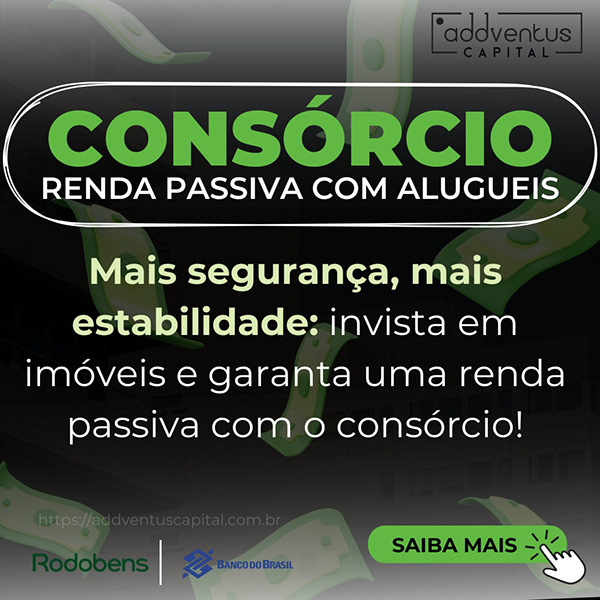 addventus
CAPITAL
CONSÓRCIO
RENDA PASSIVA COM ALUGUEIS
Mais segurança, mais
estabilidade: invista em
imóveis e garanta uma renda
passiva com o consórcio!
https://addventuscapital.com.br
Rodobens
BANCO DO BRASIL
SAIBA MAIS